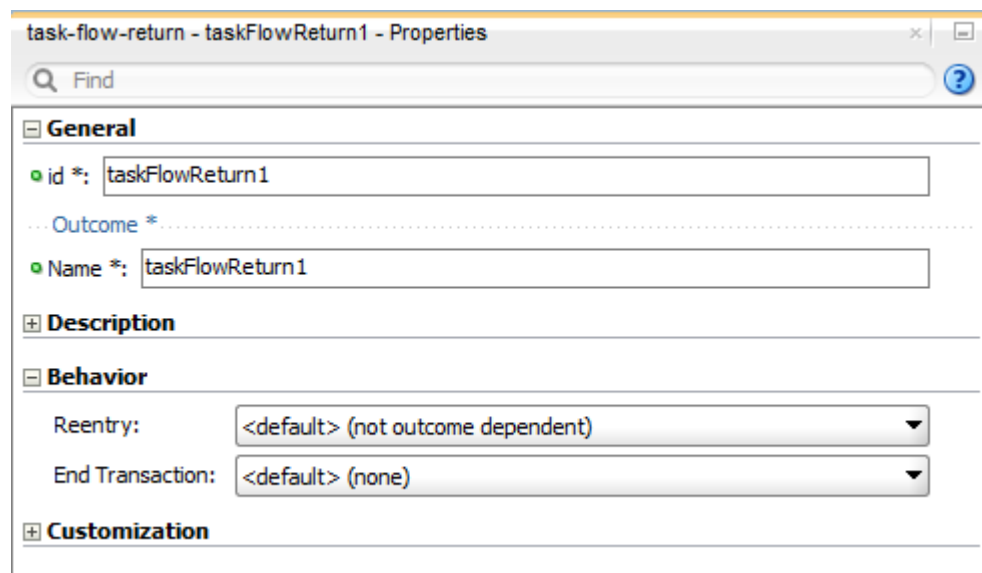 task-flow-return - taskFlowReturn1 - Properties
Find
General
id *: taskFlowReturn1
Outcome *
Name *: taskFlowReturn1
Description
Behavior
Reentry: <default> (not outcome dependent)
End Transaction: <default> (none)
Customization